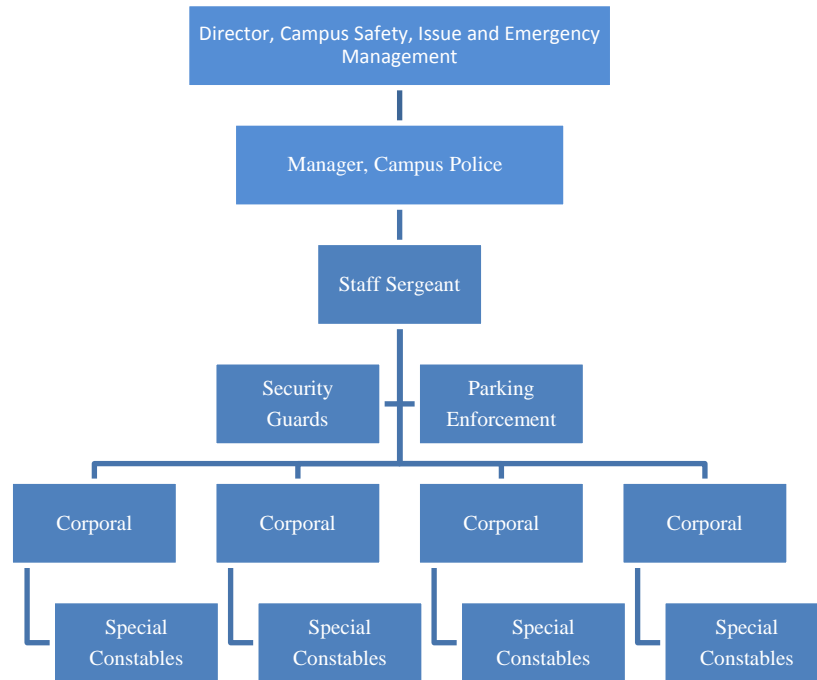 Director, Campus Safety, Issue and Emergency
Management
Manager, Campus Police
Staff Sergeant
Security
Guards
Parking
Enforcement
Corporal
Corporal
Corporal
Corporal
Special
Constables
Special
Constables
Special
Constables
Special
Constables